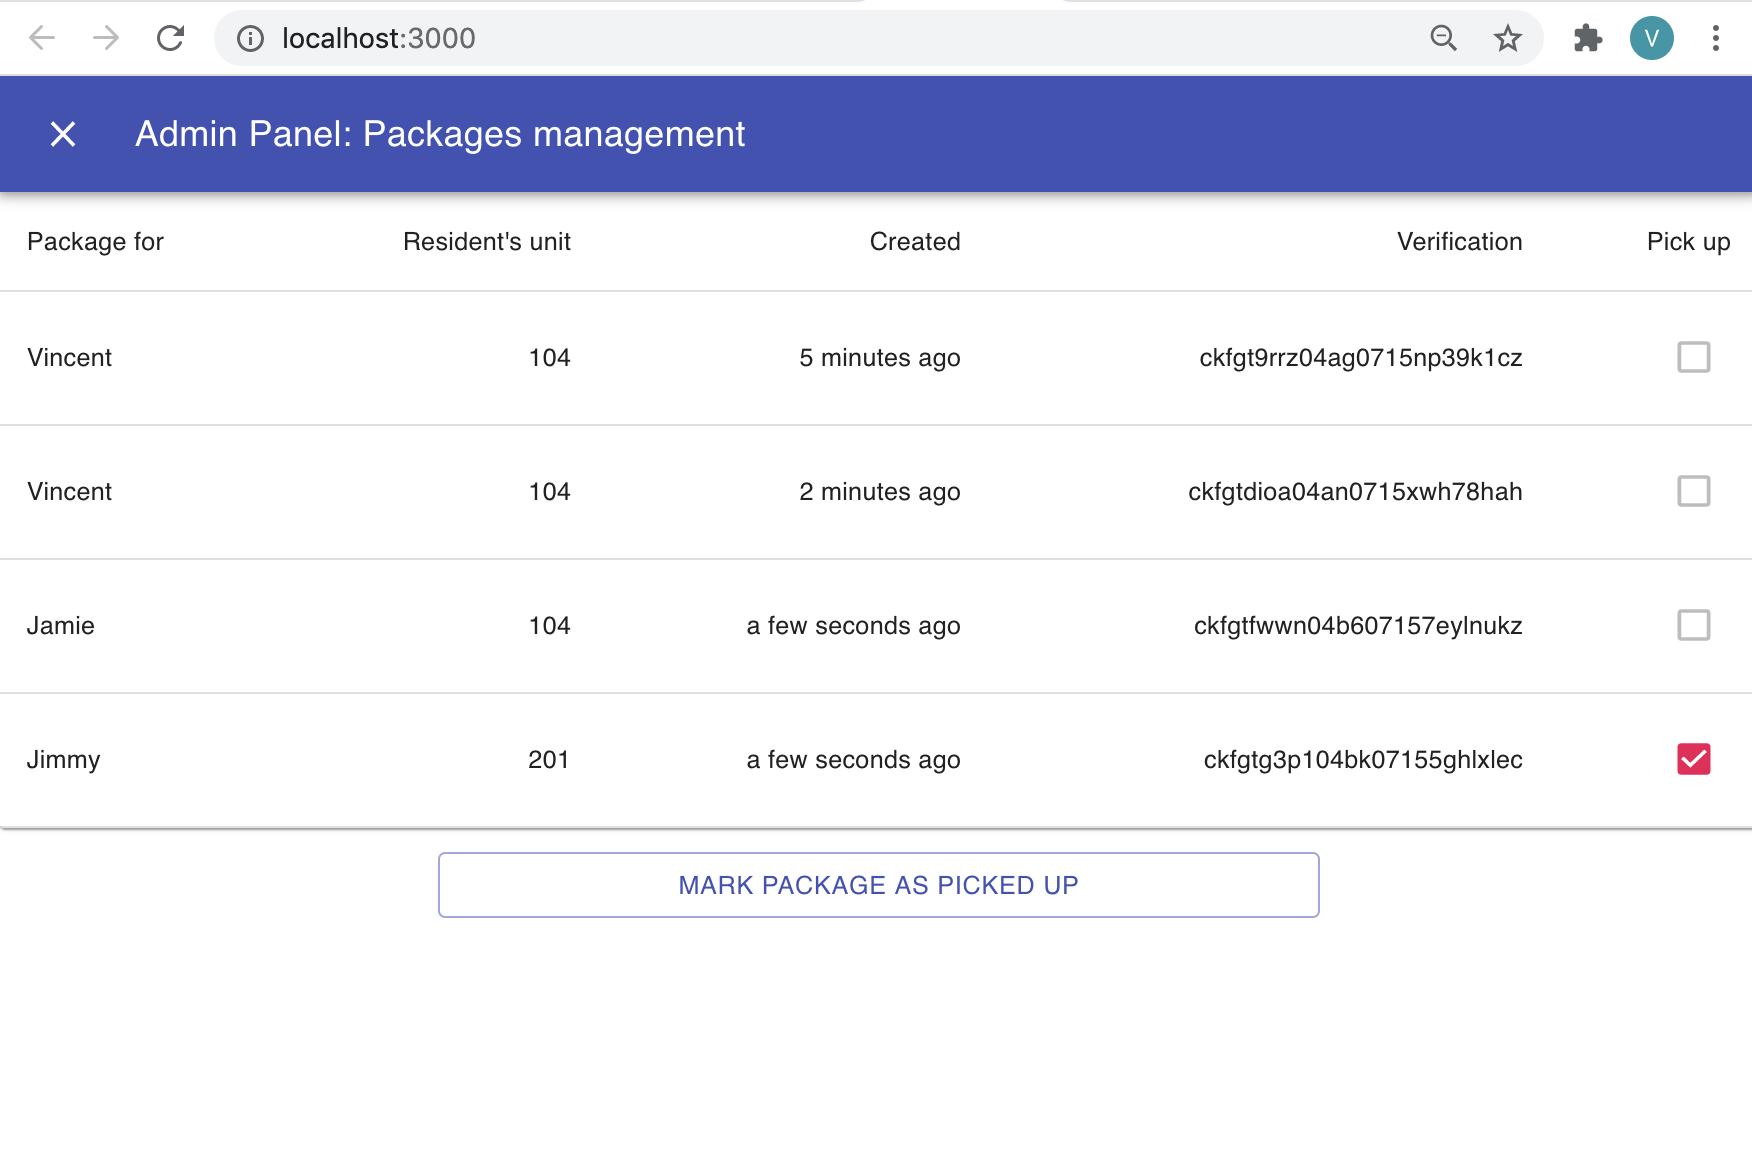 localhost:3000
V
Admin Panel: Packages management
Package for Resident's unit Created Verification Pick up
Vincent 104 5 minutes ago ckfgt9rrz04ag0715np39k1cz
Vincent 104 2 minutes ago ckfgtdioa04an0715xwh78hah
Jamie 104 a few seconds ago ckfgtfwwn04b607157eylnukz
Jimmy 201 a few seconds ago ckfgtg3p104bk07155ghlxlec
MARK PACKAGE AS PICKED UP